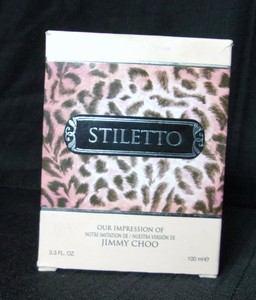 STILETTO
OUR IMPRESSION OF
NOTRE IMITATION DE / NUESTRA VERSIÓN DE
JIMMY CHOO
3.3 FL. OZ.
100 ml e